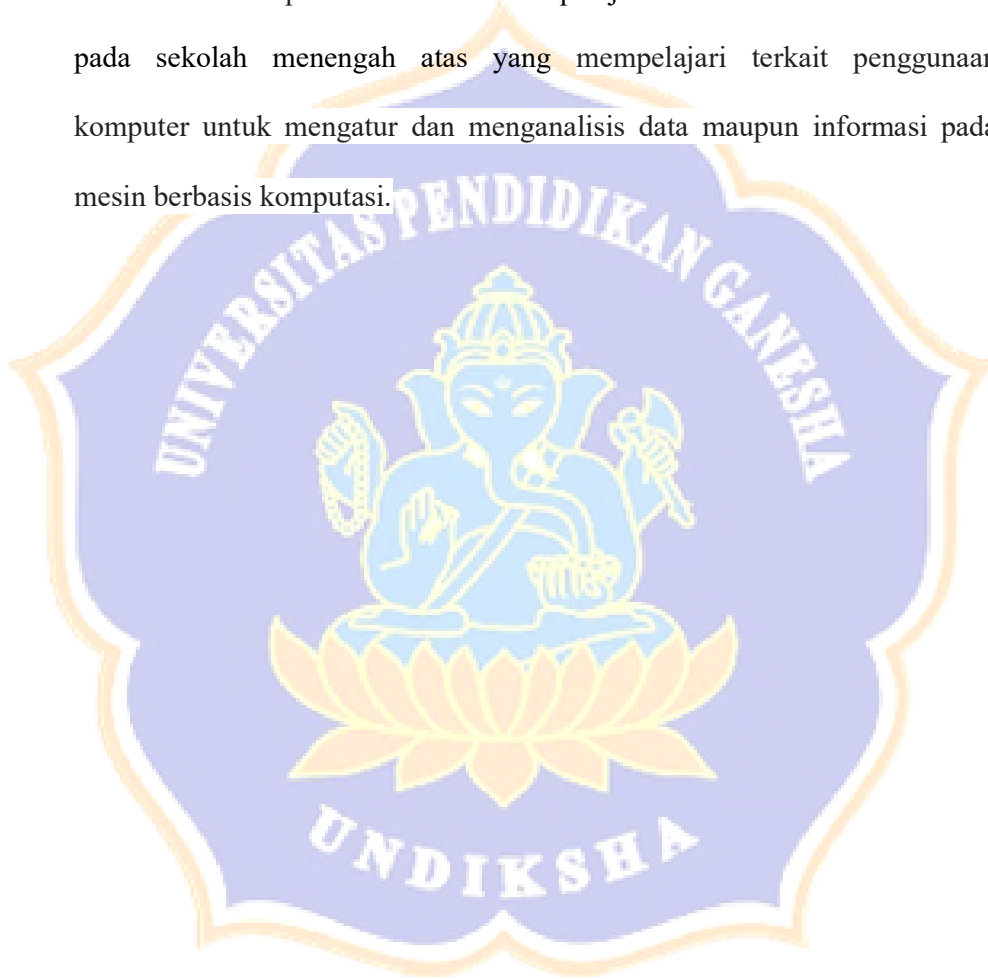 pada sekolah menengah atas yang mempelajari terkait penggunaan
komputer untuk mengatur dan menganalisis data maupun informasi pada
mesin berbasis komputasi.
UNIVERSITAS PENDIDIKAN GANESHA
UNDIKSHA